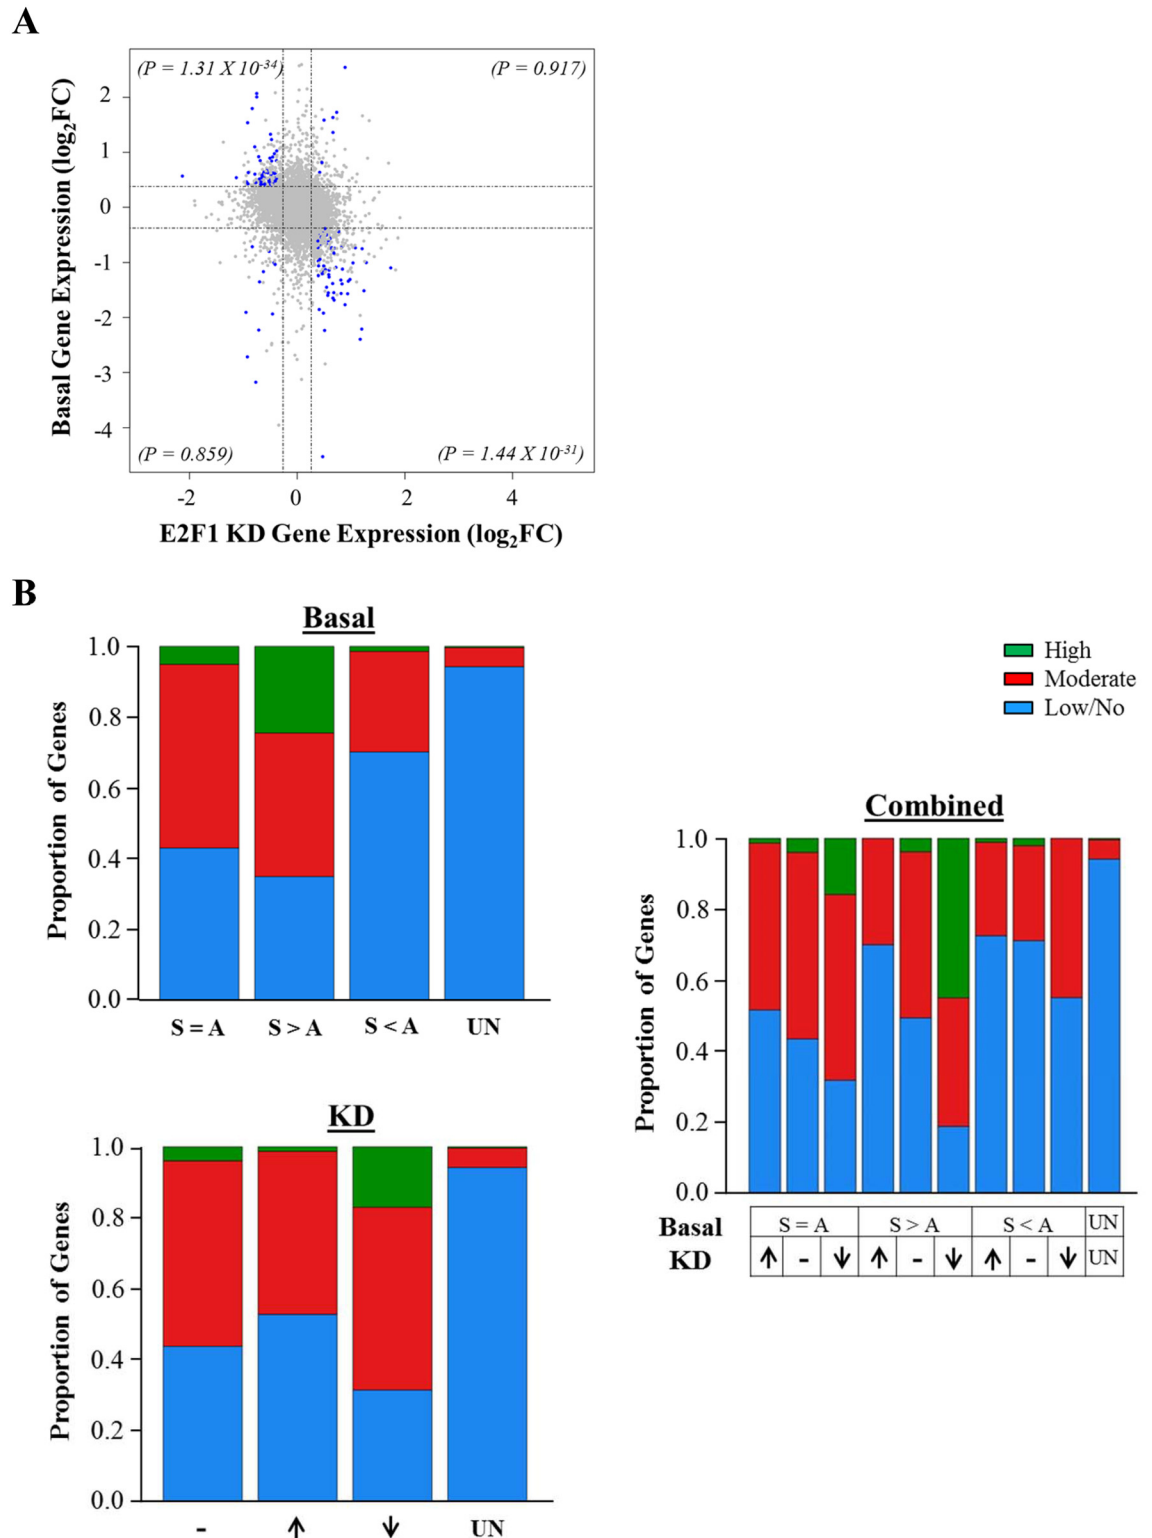 A
(P = 1.31 X 10-34)
(P = 0.917)
2
1
0
-1
-2
-3
-4
Basal Gene Expression (log2FC)
(P = 0.859)
(P = 1.44 X 10-31)
-2 0 2 4
E2F1 KD Gene Expression (log2FC)
B
Basal
1.0
0.8
0.6
0.4
0.2
0.0
Proportion of Genes
S = A S > A S < A UN
High
Moderate
Low/No
Combined
1.0
0.8
0.6
0.4
0.2
0.0
Proportion of Genes
Basal S = A S > A S < A UN
KD ↑ - ↓ ↑ - ↓ ↑ - ↓ UN
KD
1.0
0.8
0.6
0.4
0.2
0.0
Proportion of Genes
- ↑ ↓ UN